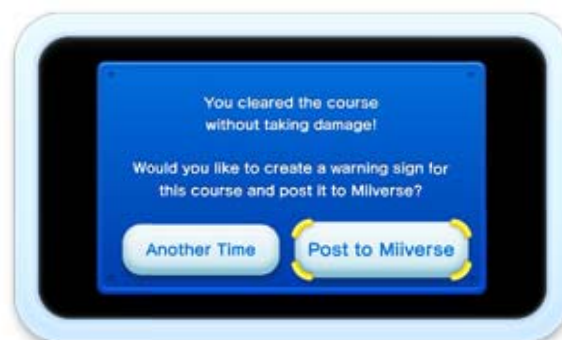 You cleared the course
without taking damage!
Would you like to create a warning sign for
this course and post it to Miiverse?
Another Time
Post to Miiverse